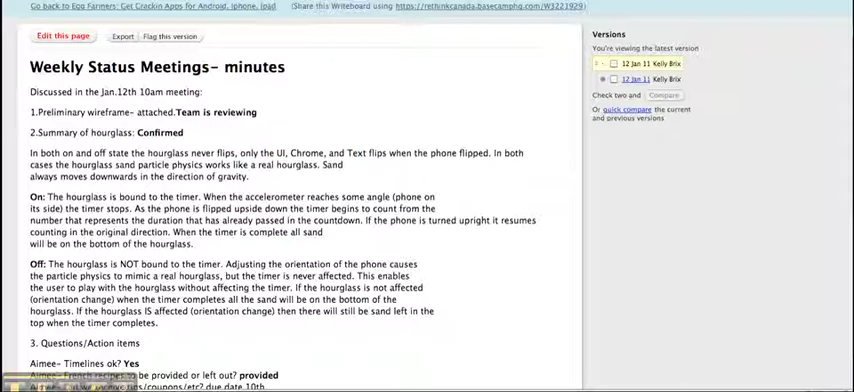 Go back to Egg Farmers: Get Crackin Apps for Android, Iphone, Ipad
(Share this Writeboard using https://rethinkcanada.basecamphq.com/W3221929)
Edit this page Export Flag this version
Weekly Status Meetings- minutes
Discussed in the Jan.12th 10am meeting:
1.Preliminary wireframe- attached.Team is reviewing
2.Summary of hourglass: Confirmed
In both on and off state the hourglass never flips, only the UI, Chrome, and Text flips when the phone flipped. In both
cases the hourglass sand particle physics works like a real hourglass. Sand
always moves downwards in the direction of gravity.
On: The hourglass is bound to the timer. When the accelerometer reaches some angle (phone on
its side) the timer stops. As the phone is flipped upside down the timer begins to count from the
number that represents the duration that has already passed in the countdown. If the phone is turned upright it resumes
counting in the original direction. When the timer is complete all sand
will be on the bottom of the hourglass.
Off: The hourglass is NOT bound to the timer. Adjusting the orientation of the phone causes
the particle physics to mimic a real hourglass, but the timer is never affected. This enables
the user to play with the hourglass without affecting the timer. If the hourglass is not affected
(orientation change) when the timer completes all the sand will be on the bottom of the
hourglass. If the hourglass IS affected (orientation change) then there will still be sand left in the
top when the timer completes.
3. Questions/Action items
Aimee- Timelines ok? Yes
Aimee- French recipes to be provided or left out? provided
due date 10th
Versions
You're viewing the latest version
12 Jan 11 Kelly Brix
12 Jan 11 Kelly Brix
Check two and Compare
Or quick compare the current
and previous versions